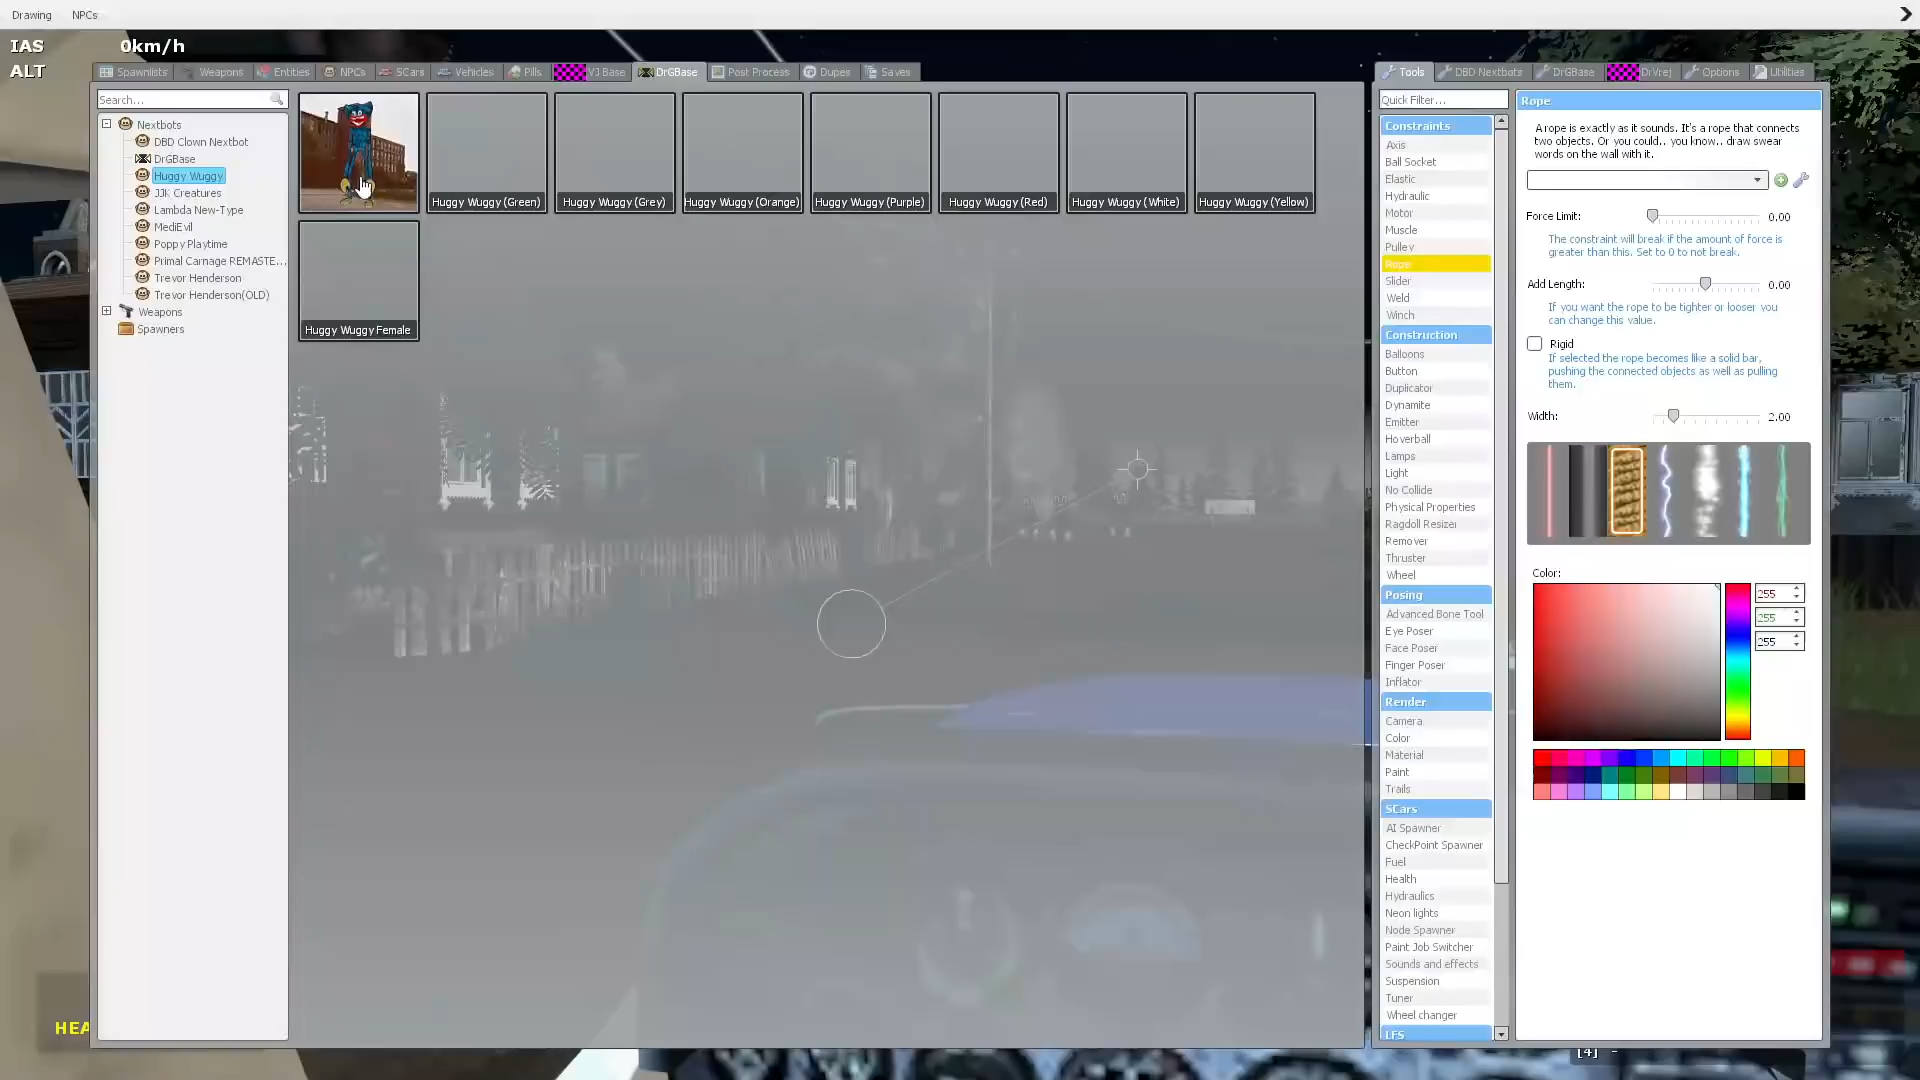 Drawing NPCs
IAS 0km/h
ALT
Spawnlists Weapons Entities NPCs SCars Vehicles Pills VJ Base DrGBase Post Process Dupes Saves
Search...
Nextbots
DBD Clown Nextbot
DrGBase
Huggy Wuggy
JJK Creatures
Lambda New-Type
MediEvil
Poppy Playtime
Primal Carnage REMASTE...
Trevor Henderson
Trevor Henderson(OLD)
Weapons
Spawners
Huggy Wuggy (Green) Huggy Wuggy (Grey) Huggy Wuggy (Orange) Huggy Wuggy (Purple) Huggy Wuggy (Red) Huggy Wuggy (White) Huggy Wuggy (Yellow)
Huggy Wuggy Female
Tools DBD Nextbots DrGBase DrVrej Options Utilities
Quick Filter...
Constraints
Axis
Ball Socket
Elastic
Hydraulic
Motor
Muscle
Pulley
Rope
Slider
Weld
Winch
Construction
Balloons
Button
Duplicator
Dynamite
Emitter
Hoverball
Lamps
Light
No Collide
Physical Properties
Ragdoll Resizer
Remover
Thruster
Wheel
Posing
Advanced Bone Tool
Eye Poser
Face Poser
Finger Poser
Inflator
Render
Camera
Color
Material
Paint
Trails
SCars
AI Spawner
CheckPoint Spawner
Fuel
Health
Hydraulics
Neon lights
Node Spawner
Paint Job Switcher
Sounds and effects
Suspension
Tuner
Wheel changer
LFS
Rope
A rope is exactly as it sounds. It's a rope that connects
two objects. Or you could.. you know.. draw swear
words on the wall with it.
Force Limit: 0.00
The constraint will break if the amount of force is
greater than this. Set to 0 to not break.
Add Length: 0.00
If you want the rope to be tighter or looser you
can change this value.
Rigid
If selected the rope becomes like a solid bar,
pushing the connected objects as well as pulling
them.
Width: 2.00
Color:
255
255
255
HEA
[4] -